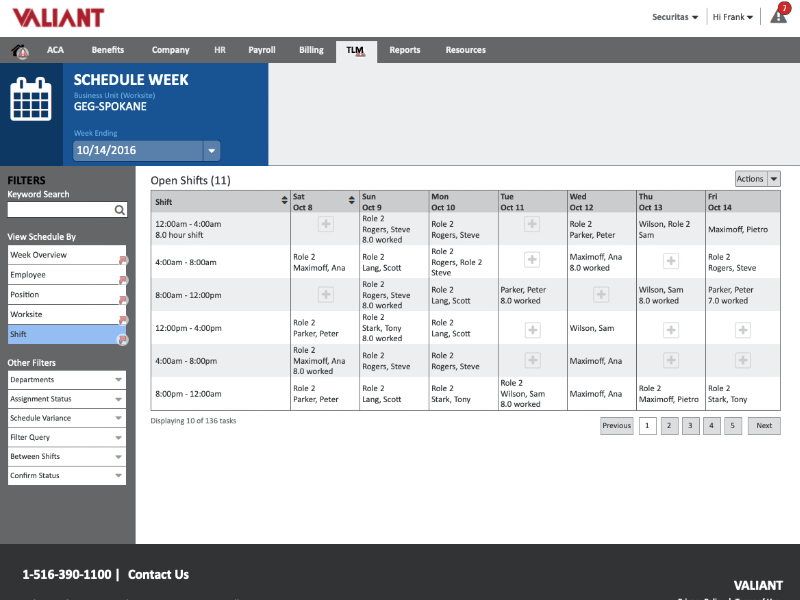 VALIANT
Securitas
Hi Frank
7
ACA Benefits Company HR Payroll Billing TLM Reports Resources
SCHEDULE WEEK
Business Unit (Worksite)
GEG-SPOKANE
Week Ending
10/14/2016
FILTERS
Keyword Search
View Schedule By
Week Overview
Employee
Position
Worksite
Shift
Other Filters
Departments
Assignment Status
Schedule Variance
Filter Query
Between Shifts
Confirm Status
Open Shifts (11)
Actions
Shift
Sat
Oct 8
Sun
Oct 9
Mon
Oct 10
Tue
Oct 11
Wed
Oct 12
Thu
Oct 13
Fri
Oct 14
12:00am - 4:00am
8.0 hour shift
Role 2
Rogers, Steve
8.0 worked
Role 2
Rogers, Steve
Role 2
Parker, Peter
Wilson, Role 2
Sam
Maximoff, Pietro
4:00am - 8:00am
Role 2
Maximoff, Ana
Role 2
Lang, Scott
Role 2
Rogers, Role 2
Steve
Maximoff, Ana
8.0 worked
Role 2
Rogers, Steve
8:00am - 12:00pm
Role 2
Rogers, Steve
8.0 worked
Role 2
Lang, Scott
Parker, Peter
8.0 worked
Wilson, Sam
8.0 worked
Parker, Peter
7.0 worked
12:00pm - 4:00pm
Role 2
Parker, Peter
Role 2
Stark, Tony
8.0 worked
Role 2
Lang, Scott
Wilson, Sam
4:00am - 8:00pm
Role 2
Maximoff, Ana
8.0 worked
Role 2
Rogers, Steve
Role 2
Rogers, Steve
Maximoff, Ana
8:00pm - 12:00am
Role 2
Parker, Peter
Role 2
Lang, Scott
Role 2
Stark, Tony
Role 2
Wilson, Sam
8.0 worked
Maximoff, Ana
Role 2
Maximoff, Pietro
Role 2
Stark, Tony
Displaying 10 of 136 tasks
Previous 1 2 3 4 5 Next
1-516-390-1100 | Contact Us
VALIANT